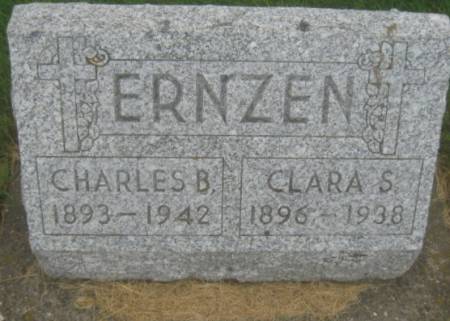 ERNZEN
CHARLES B. CLARA S.
1893 – 1942 1896 – 1938